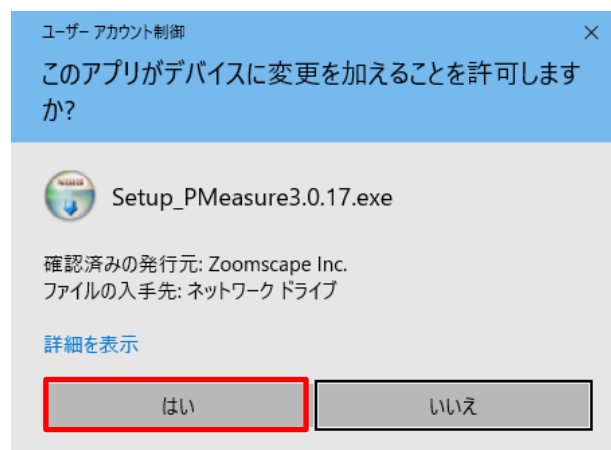 ユーザー アカウント制御
このアプリがデバイスに変更を加えることを許可します
か?
Setup_PMeasure3.0.17.exe
確認済みの発行元: Zoomscape Inc.
ファイルの入手先: ネットワーク ドライブ
詳細を表示
はい
いいえ